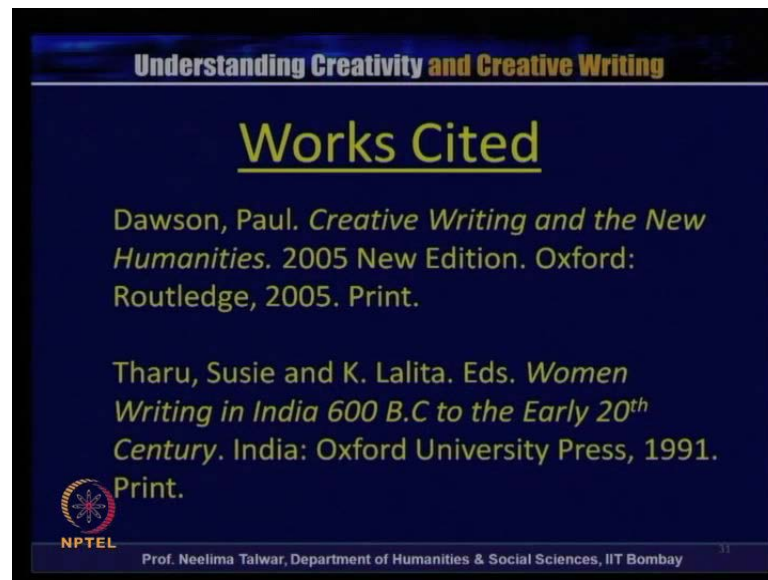 Understanding Creativity and Creative Writing
Works Cited
Dawson, Paul. Creative Writing and the New
Humanities. 2005 New Edition. Oxford:
Routledge, 2005. Print.
Tharu, Susie and K. Lalita. Eds. Women
Writing in India 600 B.C to the Early 20th
Century. India: Oxford University Press, 1991.
Print.
NPTEL
Prof. Neelima Talwar, Department of Humanities & Social Sciences, IIT Bombay
31